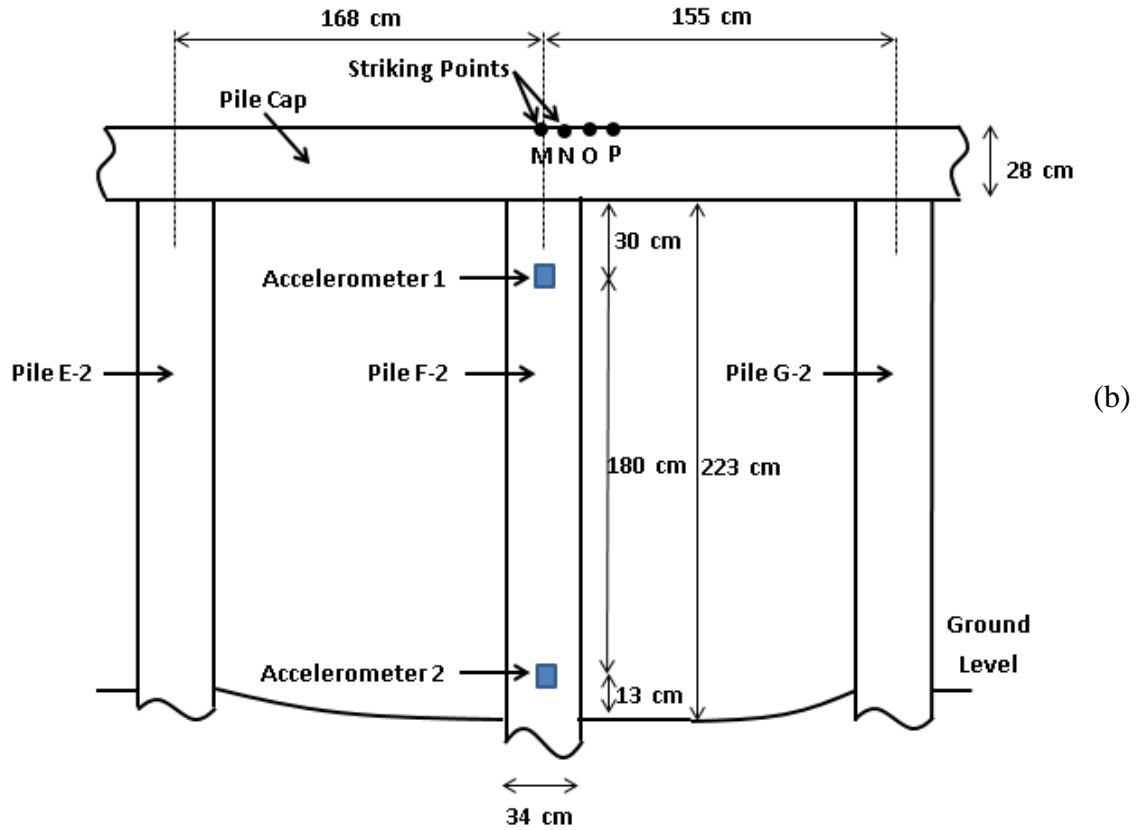 168 cm
155 cm
Striking Points
Pile Cap
M N O P
28 cm
30 cm
Accelerometer 1
Pile E-2
Pile F-2
Pile G-2
(b)
180 cm
223 cm
Ground
Level
Accelerometer 2
13 cm
34 cm